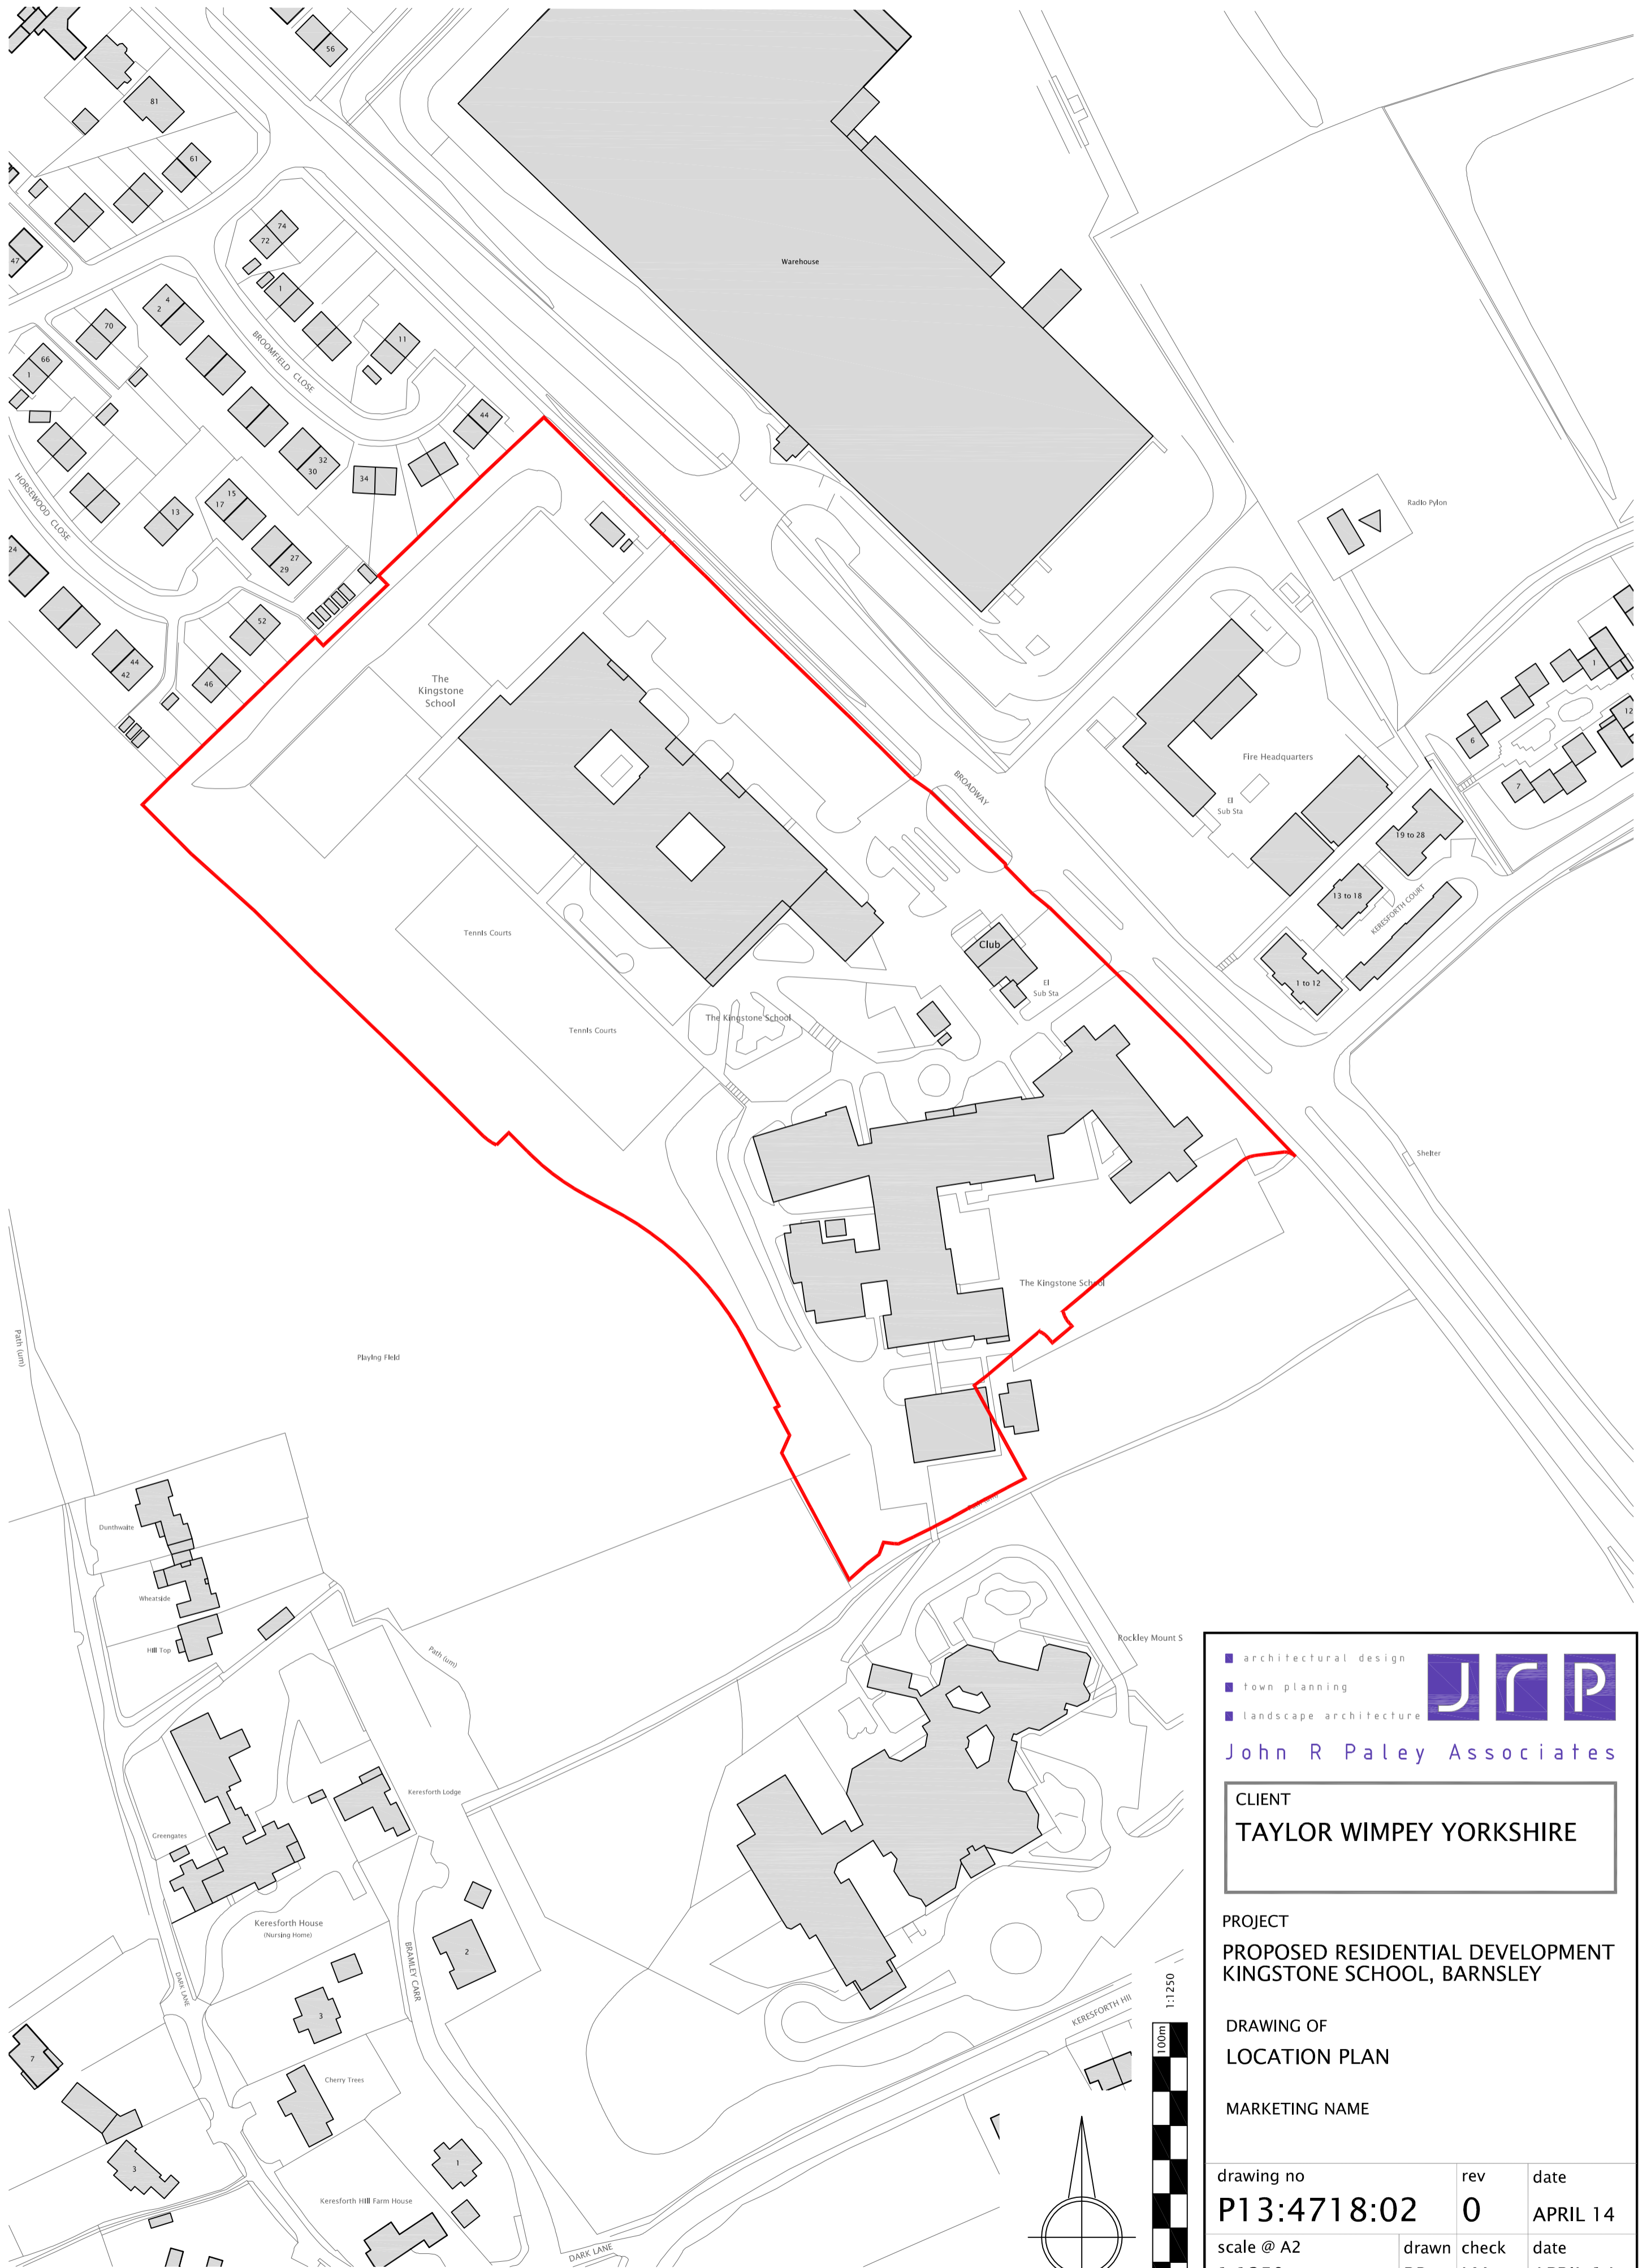 56
81
61
47
74
72
1
4
2
70
66
1
11
BROOMFIELD CLOSE
44
32
30
34
15
17
13
27
29
HORSEWOOD CLOSE
24
44
42
52
46
Warehouse
Radio Pylon
The
Kingstone
School
BROADWAY
Fire Headquarters
El
Sub Sta
1
12
6
7
19 to 28
13 to 18
KERESFORTH COURT
1 to 12
Tennis Courts
Club
El
Sub Sta
The Kingstone School
Tennis Courts
Shelter
The Kingstone School
Path (um)
Playing Field
Dunthwaite
Wheatside
Hill Top
Path (um)
Rockley Mount S
Keresforth Lodge
Greengates
Keresforth House
(Nursing Home)
DARK LANE
BRAMLEY CARR
2
3
7
Cherry Trees
3
1
Keresforth Hill Farm House
DARK LANE
KERESFORTH HIL
1:1250
100m
architectural design
town planning
landscape architecture
JrP
John R Paley Associates
CLIENT
TAYLOR WIMPEY YORKSHIRE
PROJECT
PROPOSED RESIDENTIAL DEVELOPMENT
KINGSTONE SCHOOL, BARNSLEY
DRAWING OF
LOCATION PLAN
MARKETING NAME
drawing no rev date
P13:4718:02 0 APRIL 14
scale @ A2 drawn check date